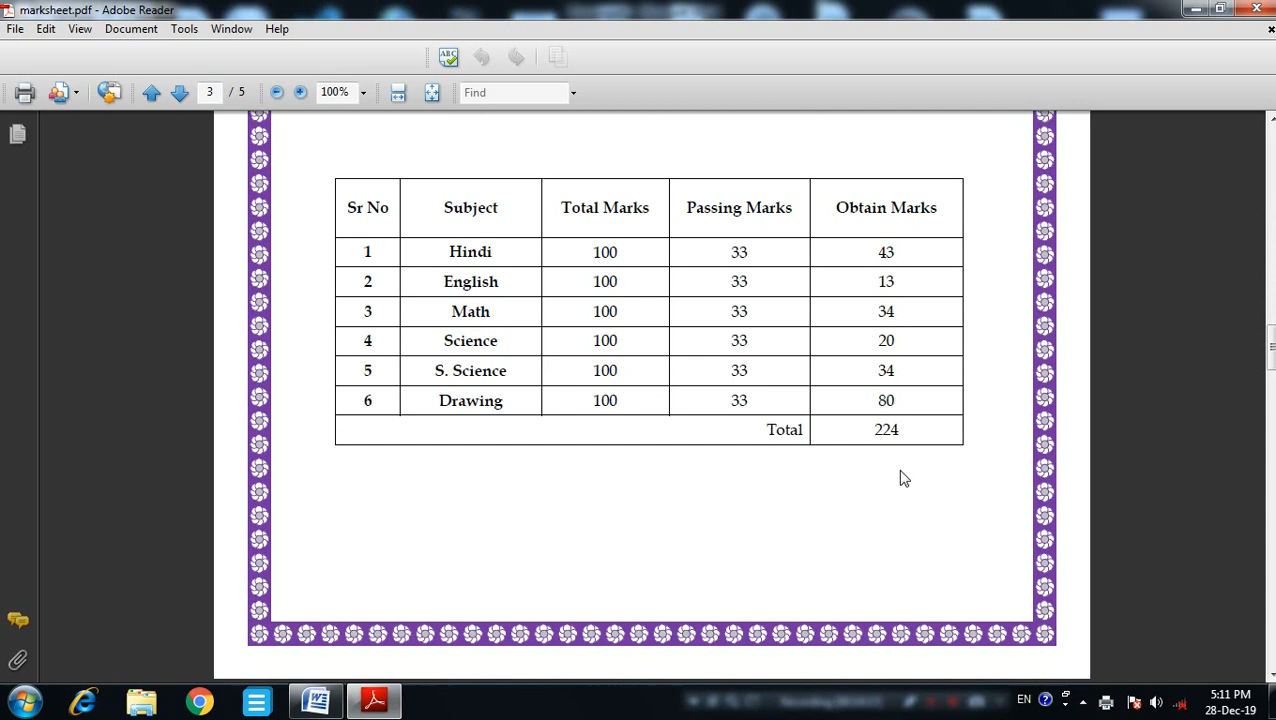 marksheet.pdf - Adobe Reader
File Edit View Document Tools Window Help
ABC
3 / 5 100% Find
Sr No Subject Total Marks Passing Marks Obtain Marks
1 Hindi 100 33 43
2 English 100 33 13
3 Math 100 33 34
4 Science 100 33 20
5 S. Science 100 33 34
6 Drawing 100 33 80
Total 224
EN 5:11 PM
28-Dec-19